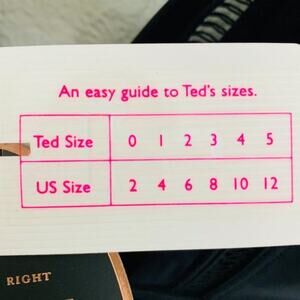 An easy guide to Ted's sizes.
Ted Size 0 1 2 3 4 5
US Size 2 4 6 8 10 12
RIGHT